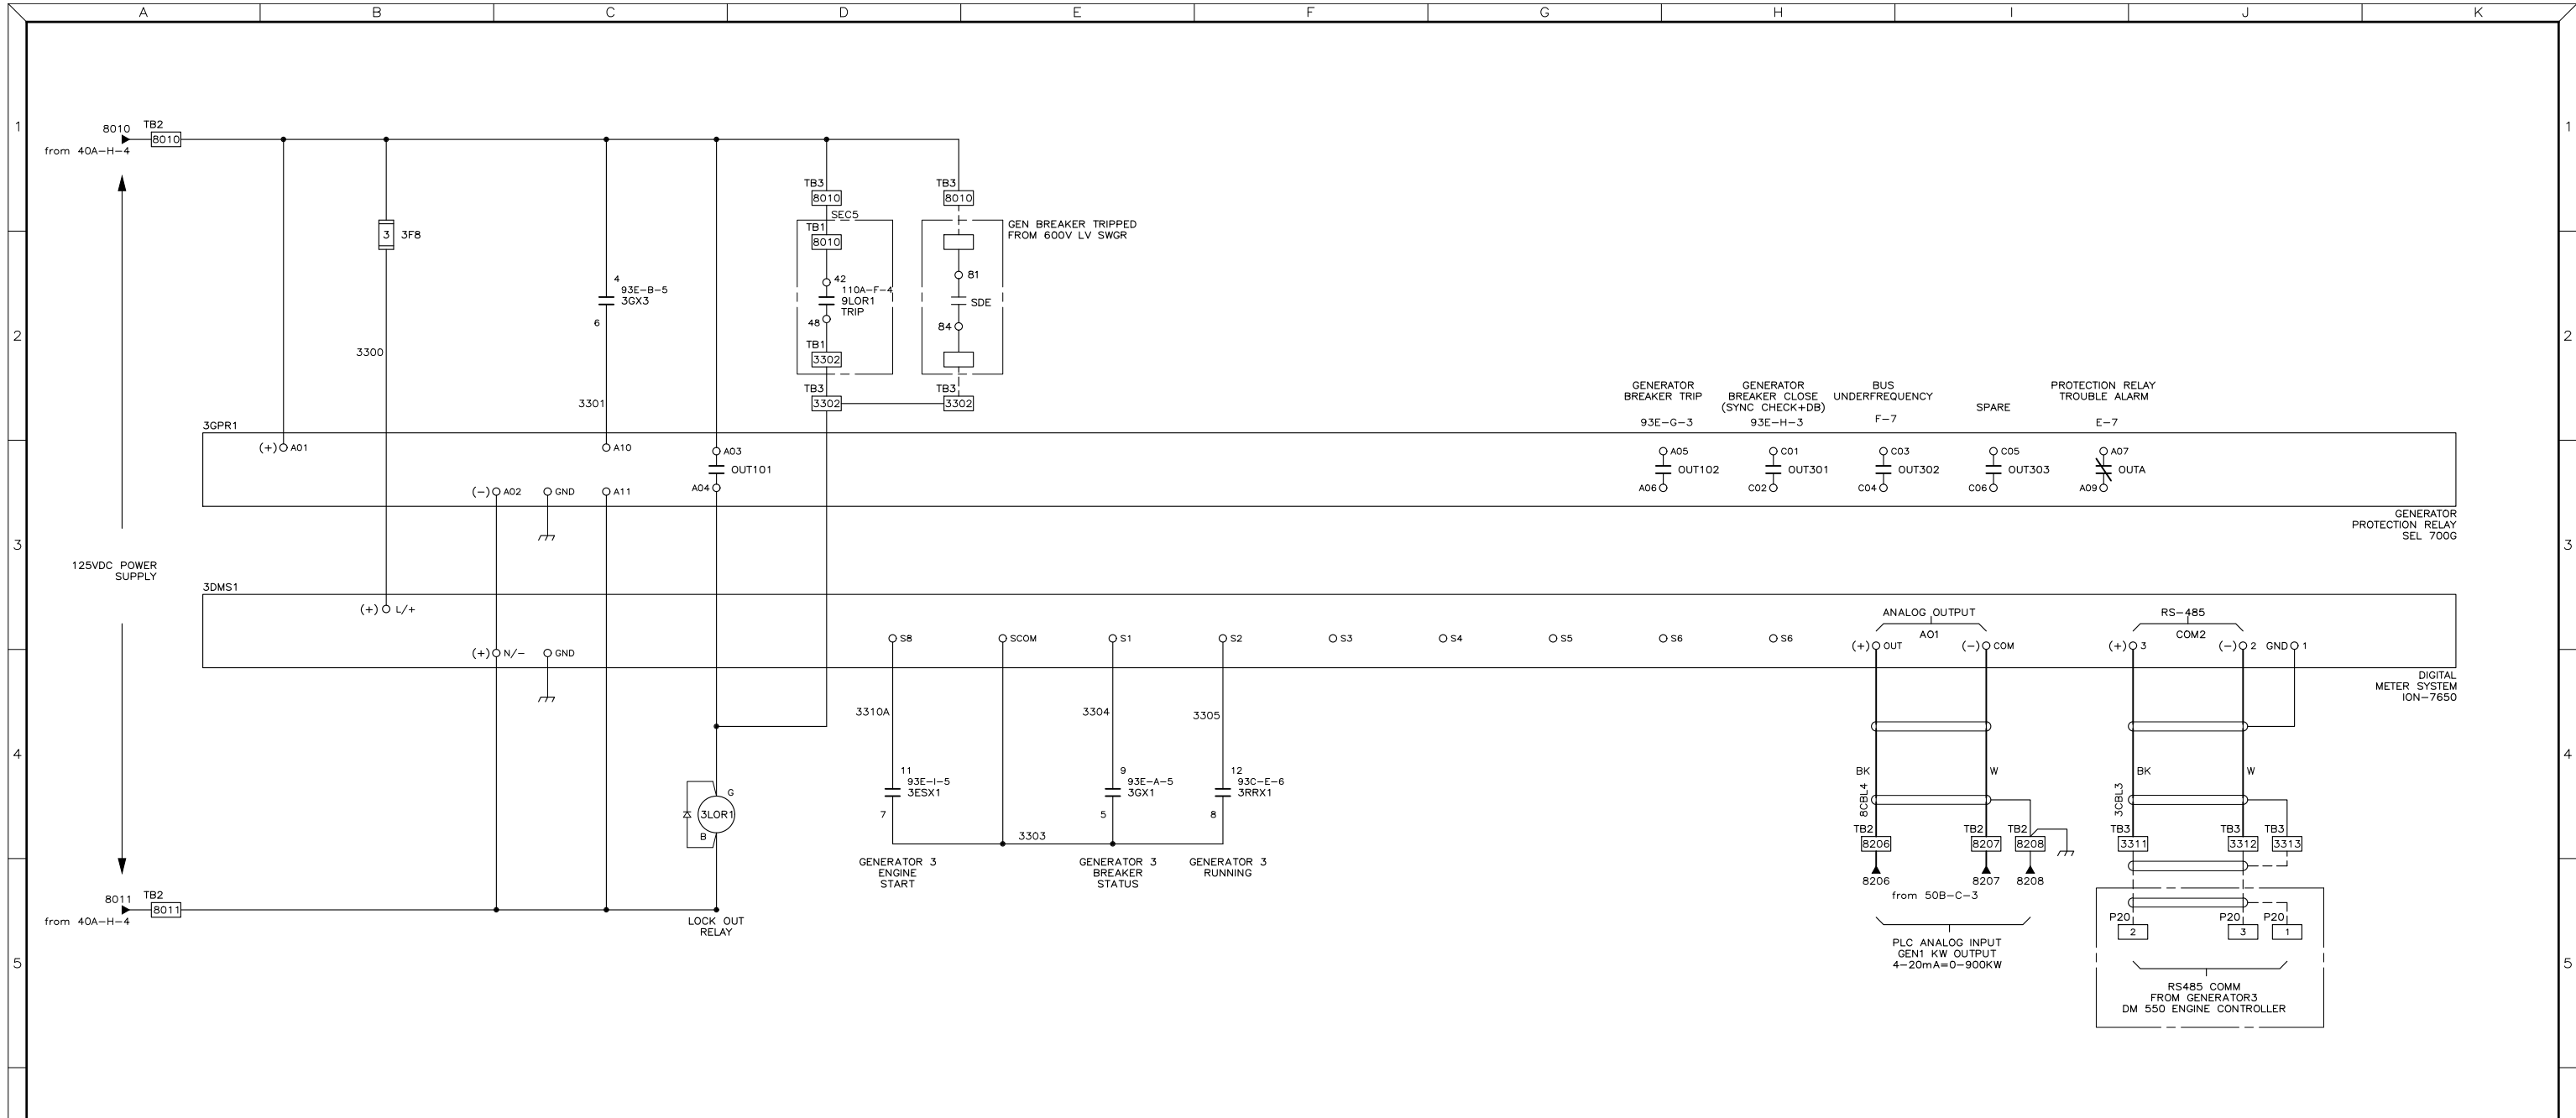 A B C D E F G H I J K
1 1
8010 TB2
8010
from 40A-H-4
TB3 TB3
8010 8010
SEC5
TB1
8010
GEN BREAKER TRIPPED
FROM 600V LV SWGR
3 3F8
4
93E-B-5
3GX3
6
42
110A-F-4
9LOR1
TRIP
48
81
SDE
84
2 2
3300
TB1
3302
TB3 TB3
3302 3302
3301
GENERATOR
BREAKER TRIP
93E-G-3
GENERATOR
BREAKER CLOSE
(SYNC CHECK+DB)
93E-H-3
BUS
UNDERFREQUENCY
F-7
SPARE
PROTECTION RELAY
TROUBLE ALARM
E-7
3GPR1
(+) A01
A10
A03
OUT101
A04
(-) A02
GND
A11
A05
OUT102
A06
C01
OUT301
C02
C03
OUT302
C04
C05
OUT303
C06
A07
OUTA
A09
GENERATOR
PROTECTION RELAY
SEL 700G
3 3
125VDC POWER
SUPPLY
3DMS1
(+) L/+
(+) N/- GND
S8 SCOM S1 S2 S3 S4 S5 S6 S6
ANALOG OUTPUT
AO1
(+) OUT (-) COM
RS-485
COM2
(+) 3 (-) 2 GND 1
DIGITAL
METER SYSTEM
ION-7650
3310A 3304 3305
4 4
11
93E-I-5
3ESX1
7
9
93E-A-5
3GX1
5
12
93C-E-6
3RRX1
8
G
3LOR1
B
3303
BK W
8CBL4
BK W
3CBL3
TB2 TB2 TB2
8206 8207 8208
TB3 TB3 TB3
3311 3312 3313
GENERATOR 3
ENGINE
START
GENERATOR 3
BREAKER
STATUS
GENERATOR 3
RUNNING
8206 8207 8208
from 50B-C-3
8011 TB2
8011
from 40A-H-4
LOCK OUT
RELAY
P20 P20 P20
2 3 1
PLC ANALOG INPUT
GEN1 KW OUTPUT
4-20mA=0-900KW
5 5
RS485 COMM
FROM GENERATOR3
DM 550 ENGINE CONTROLLER